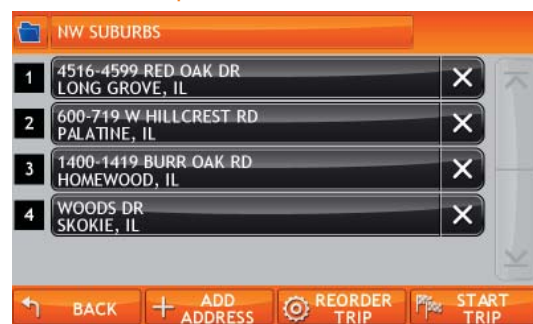 NW SUBURBS
1
4516-4599 RED OAK DR
LONG GROVE, IL
2
600-719 W HILLCREST RD
PALATINE, IL
3
1400-1419 BURR OAK RD
HOMEWOOD, IL
4
WOODS DR
SKOKIE, IL
BACK
ADD
ADDRESS
REORDER
TRIP
START
TRIP